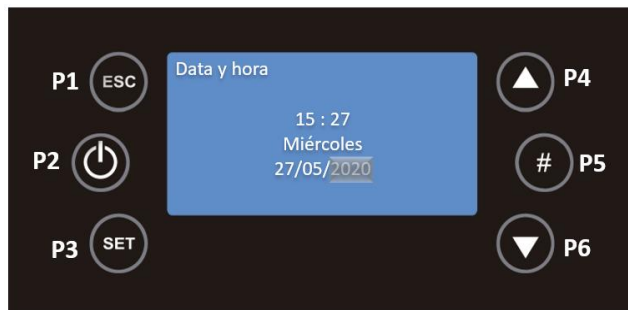 P1 ESC
Data y hora
P4
15 : 27
Miércoles
27/05/2020
P2
# P5
P3 SET
P6